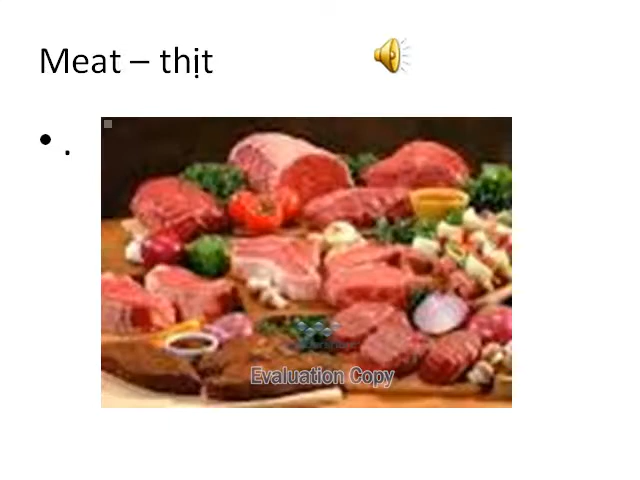 Meat – thịt
• .
Evaluation Copy